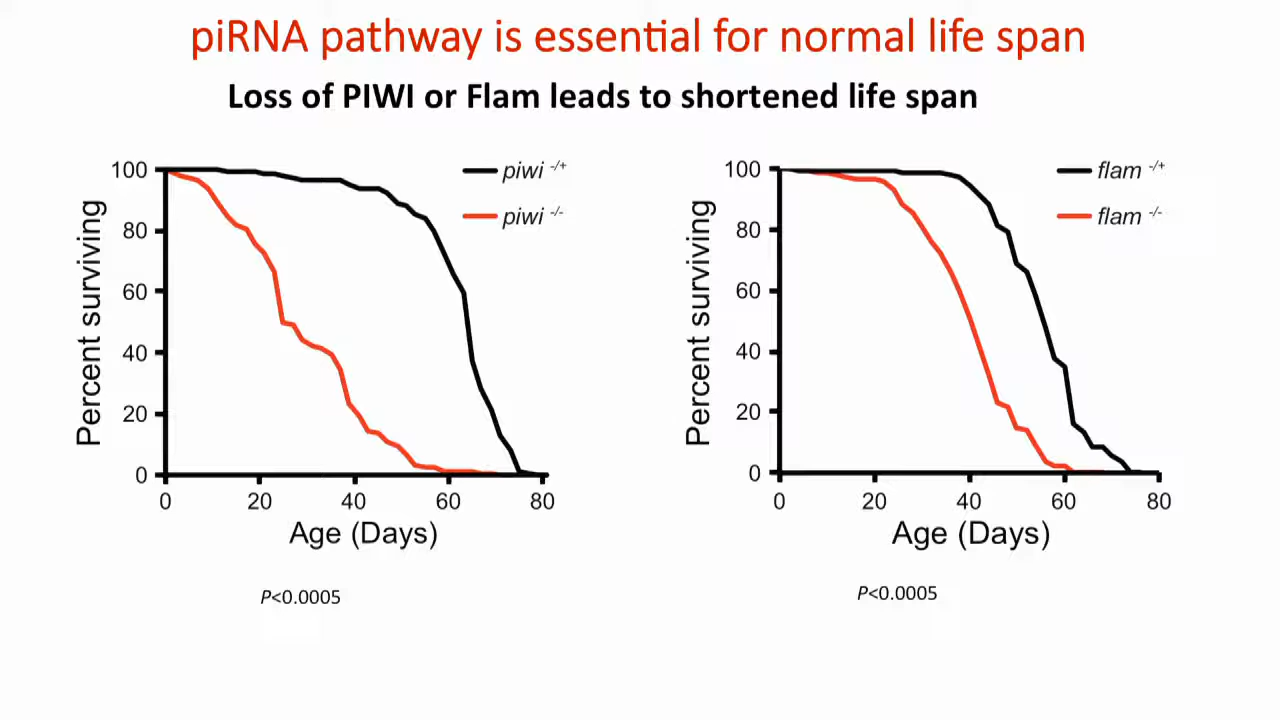 piRNA pathway is essential for normal life span
Loss of PIWI or Flam leads to shortened life span
piwi -/+
piwi -/-
Percent surviving
100
80
60
40
20
0
0 20 40 60 80
Age (Days)
P<0.0005
flam -/+
flam -/-
Percent surviving
100
80
60
40
20
0
0 20 40 60 80
Age (Days)
P<0.0005